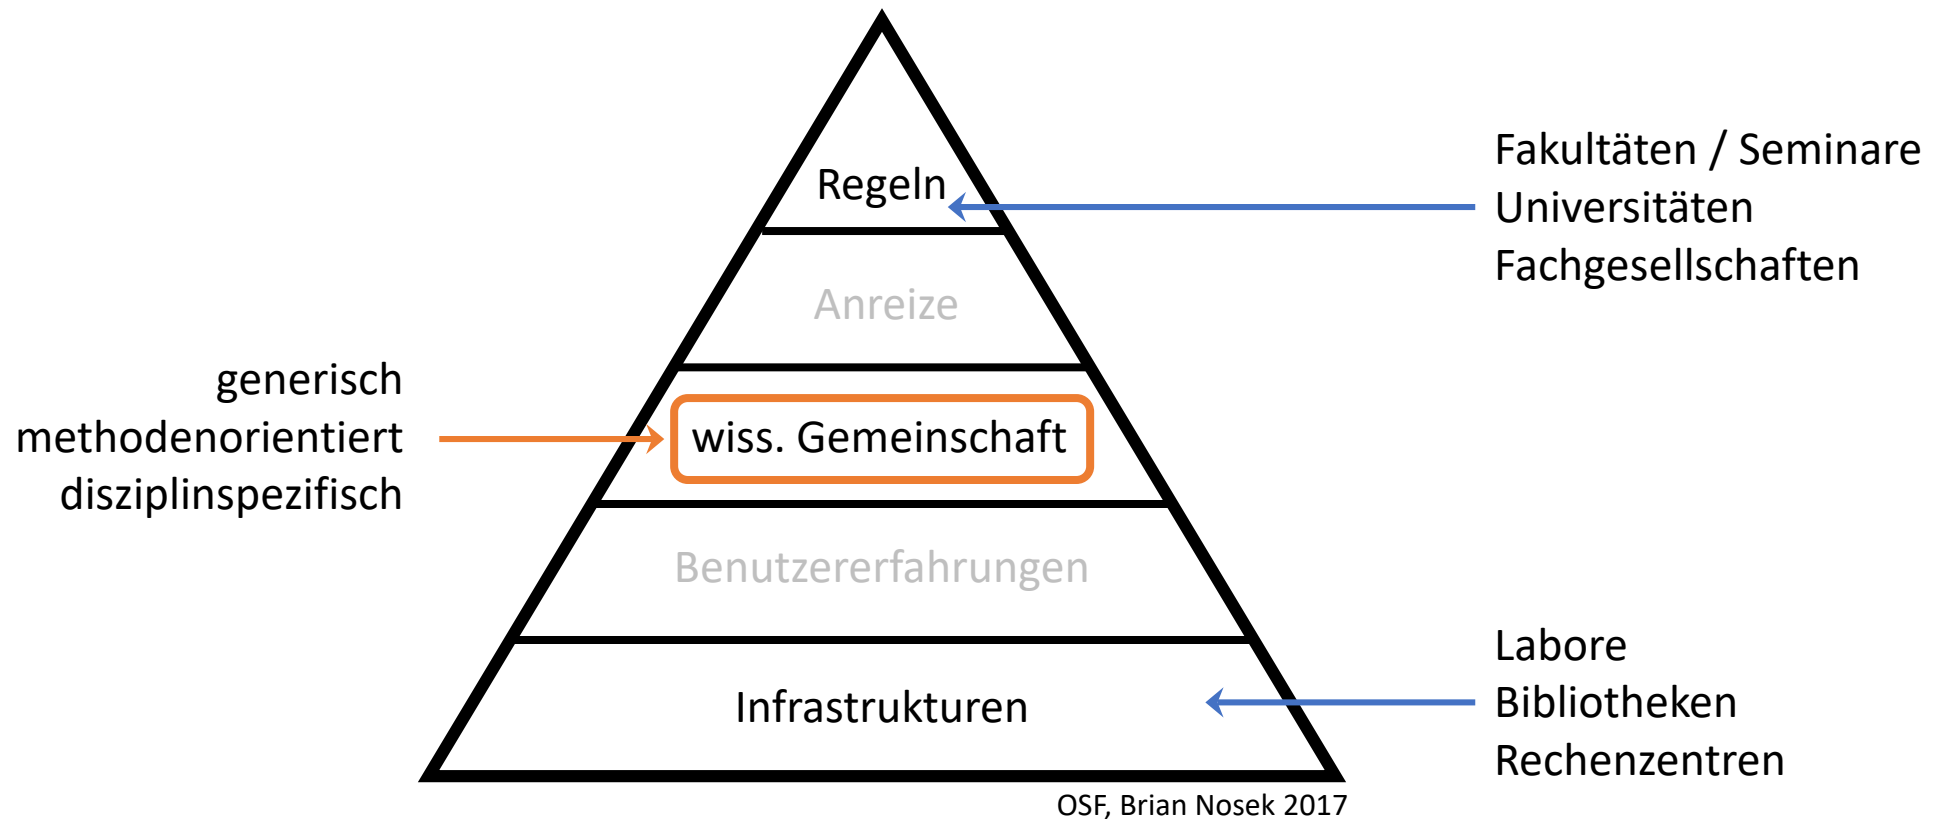 Regeln
Fakultäten / Seminare
Universitäten
Fachgesellschaften
Anreize
generisch
methodenorientiert
disziplinspezifisch
wiss. Gemeinschaft
Benutzererfahrungen
Infrastrukturen
Labore
Bibliotheken
Rechenzentren
OSF, Brian Nosek 2017